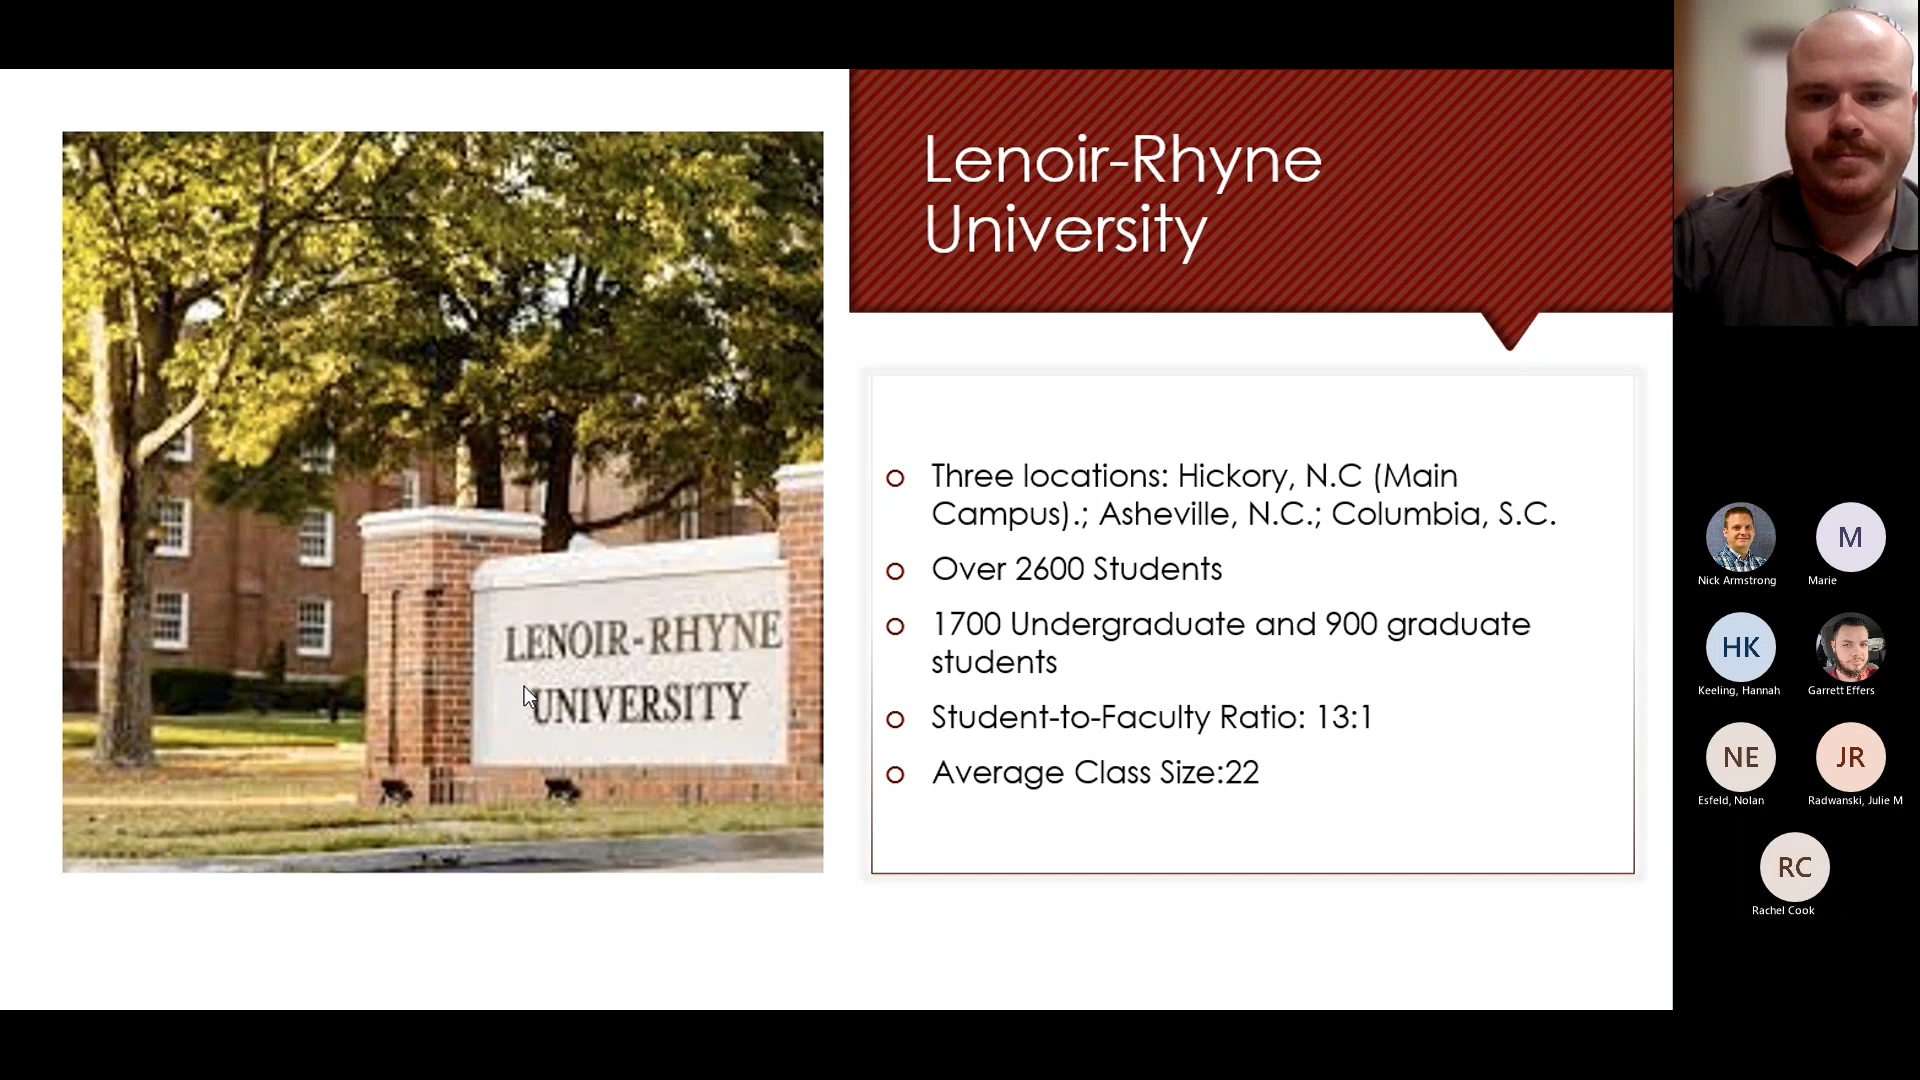 Lenoir-Rhyne
University
LENOIR-RHYNE
UNIVERSITY
Three locations: Hickory, N.C (Main
Campus).; Asheville, N.C.; Columbia, S.C.
Over 2600 Students
1700 Undergraduate and 900 graduate
students
Student-to-Faculty Ratio: 13:1
Average Class Size:22
Nick Armstrong
M
Marie
HK
Keeling, Hannah
Garrett Effers
NE
Esfeld, Nolan
JR
Radwanski, Julie M
RC
Rachel Cook